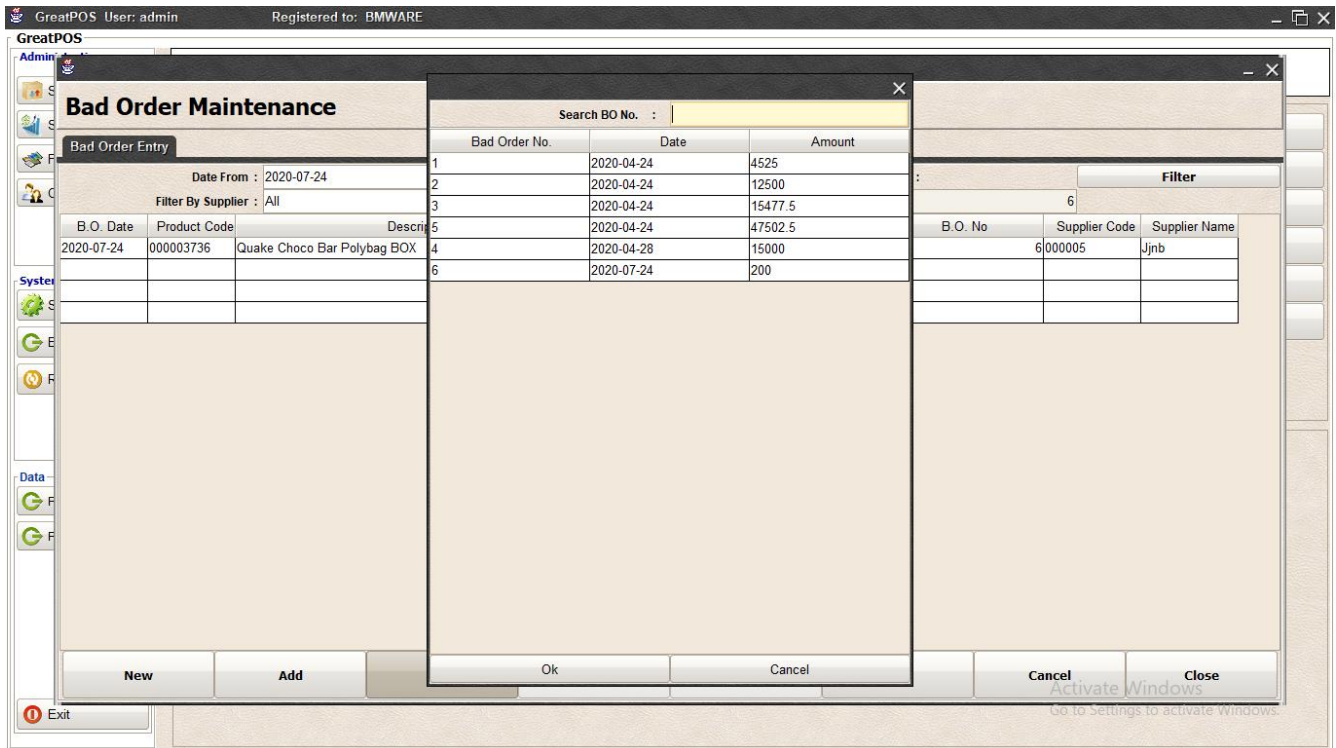 GreatPOS User: admin Registered to: BMWARE
GreatPOS
Bad Order Maintenance
Bad Order Entry
Date From : 2020-07-24
Filter By Supplier : All
: Filter
6
B.O. Date Product Code B.O. No Supplier Code Supplier Name
2020-07-24 000003736 Quake Choco Bar Polybag BOX 6 000005 Jjnb
Search BO No. :
Bad Order No. Date Amount
1 2020-04-24 4525
2 2020-04-24 12500
3 2020-04-24 15477.5
5 2020-04-24 47502.5
4 2020-04-28 15000
6 2020-07-24 200
Ok Cancel
New Add Cancel Close
Data
Exit
Activate Windows
Go to Settings to activate Windows.